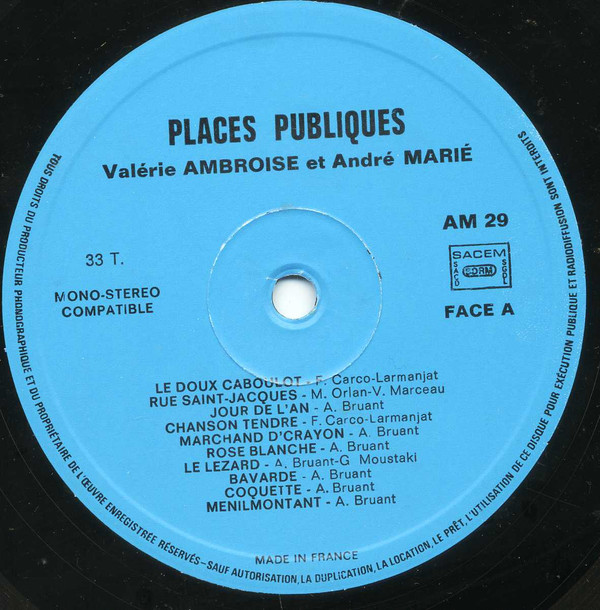 PLACES PUBLIQUES
Valérie AMBROISE et André MARIÉ
AM 29
33 T.
SACEM
SACD
SDRM
SGDL
MONO-STEREO
COMPATIBLE
FACE A
LE DOUX CABOULOT - F. Carco-Larmanjat
RUE SAINT-JACQUES - M. Orlan-V. Marceau
JOUR DE L'AN - A. Bruant
CHANSON TENDRE - F. Carco-Larmanjat
MARCHAND D'CRAYON - A. Bruant
ROSE BLANCHE - A. Bruant
LE LEZARD - A. Bruant-G Moustaki
BAVARDE - A. Bruant
COQUETTE - A. Bruant
MENILMONTANT - A. Bruant
MADE IN FRANCE
TOUS DROITS DU PRODUCTEUR PHONOGRAPHIQUE ET DU PROPRIÉTAIRE DE L'ŒUVRE ENREGISTRÉE RÉSERVÉS-SAUF AUTORISATION, LA DUPLICATION, LA LOCATION, LE PRÊT, L'UTILISATION DE CE DISQUE POUR EXÉCUTION PUBLIQUE ET RADIODIFFUSION SONT INTERDITS